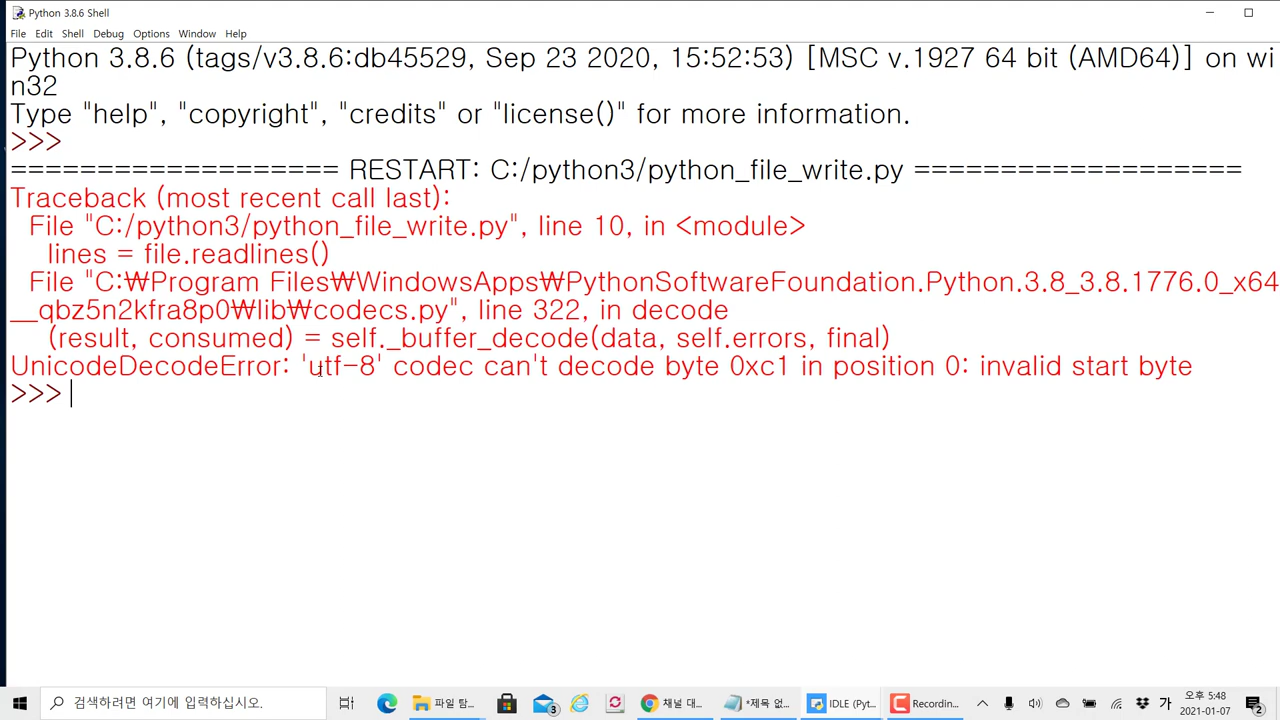 Python 3.8.6 Shell
File Edit Shell Debug Options Window Help
Python 3.8.6 (tags/v3.8.6:db45529, Sep 23 2020, 15:52:53) [MSC v.1927 64 bit (AMD64)] on wi
n32
Type "help", "copyright", "credits" or "license()" for more information.
>>>
=================== RESTART: C:/python3/python_file_write.py ===================
Traceback (most recent call last):
File "C:/python3/python_file_write.py", line 10, in <module>
lines = file.readlines()
File "C:₩Program Files₩WindowsApps₩PythonSoftwareFoundation.Python.3.8_3.8.1776.0_x64
__qbz5n2kfra8p0₩lib₩codecs.py", line 322, in decode
(result, consumed) = self._buffer_decode(data, self.errors, final)
UnicodeDecodeError: 'utf-8' codec can't decode byte 0xc1 in position 0: invalid start byte
>>>
검색하려면 여기에 입력하십시오. 3 파일 탐... 채널 대... *제목 없... IDLE (Pyt... Recordin... 가 오후 5:48
2021-01-07 2